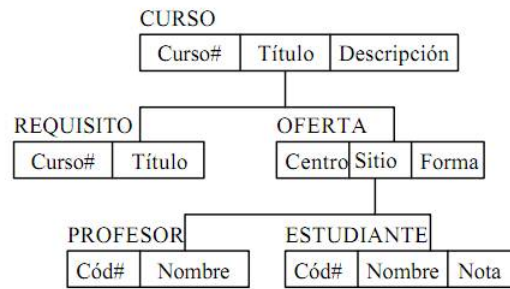 CURSO
Curso# Título Descripción
REQUISITO OFERTA
Curso# Título Centro Sitio Forma
PROFESOR ESTUDIANTE
Cód# Nombre Cód# Nombre Nota